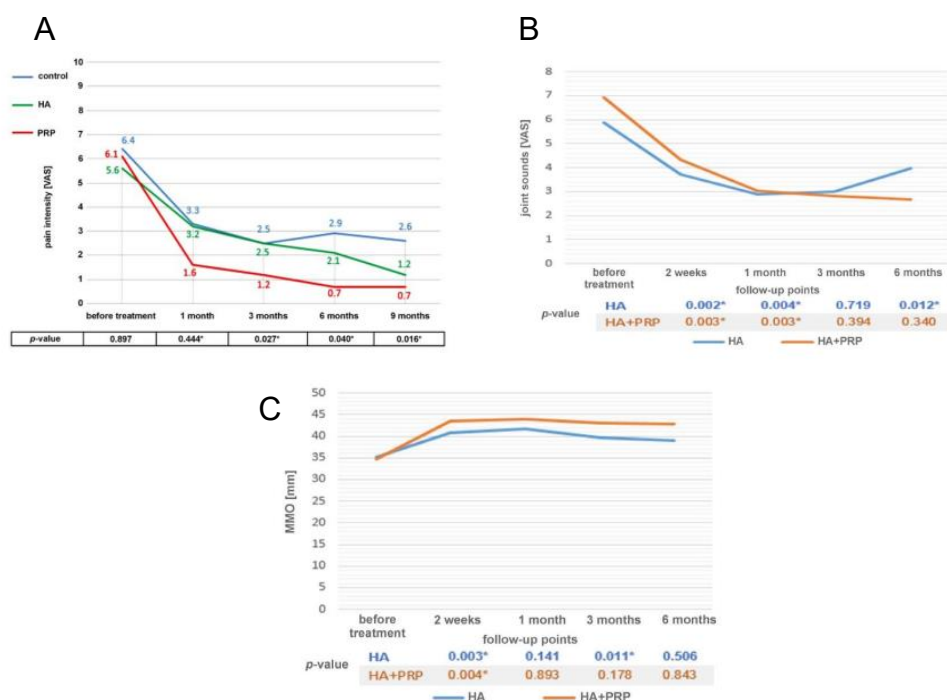 A
control
HA
PRP
pain intensity [VAS]
10
9
8
7
6
5
4
3
2
1
0
6.4
6.1
5.6
3.3
3.2
1.6
2.5
2.5
1.2
2.9
2.1
0.7
2.6
1.2
0.7
before treatment 1 month 3 months 6 months 9 months
p-value 0.897 0.444* 0.027* 0.040* 0.016*
B
joint sounds [VAS]
8
7
6
5
4
3
2
1
0
before treatment 2 weeks 1 month 3 months 6 months
follow-up points
p-value
HA 0.002* 0.004* 0.719 0.012*
HA+PRP 0.003* 0.003* 0.394 0.340
HA HA+PRP
C
MMO [mm]
50
45
40
35
30
25
20
15
10
5
0
before treatment 2 weeks 1 month 3 months 6 months
follow-up points
p-value
HA 0.003* 0.141 0.011* 0.506
HA+PRP 0.004* 0.893 0.178 0.843
HA HA+PRP